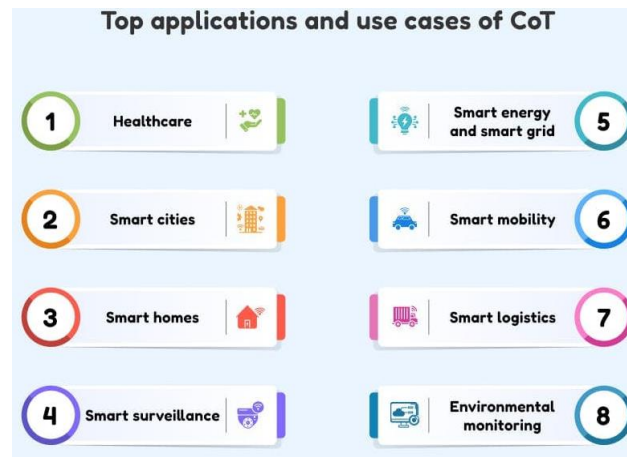 Top applications and use cases of CoT
1
Healthcare
2
Smart cities
3
Smart homes
4
Smart surveillance
Smart energy
and smart grid
5
Smart mobility
6
Smart logistics
7
Environmental
monitoring
8